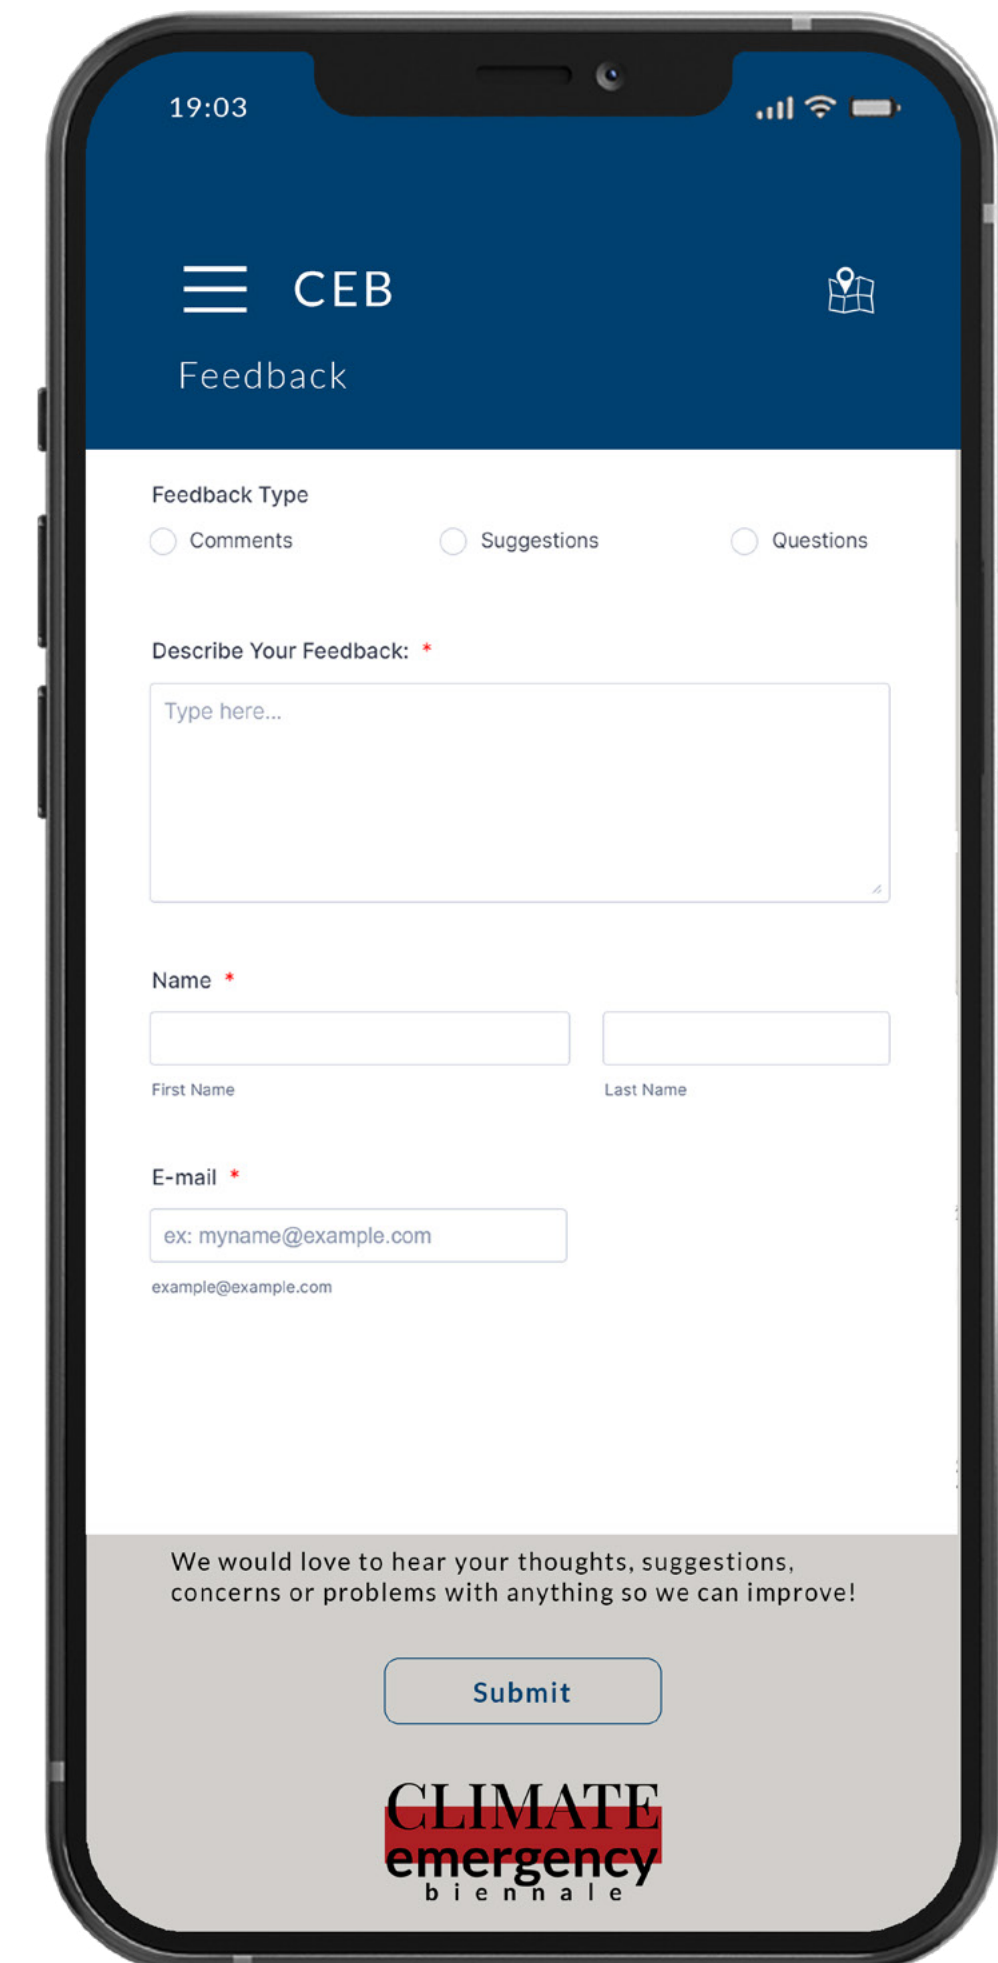 19:03
CEB
Feedback
Feedback Type
Comments Suggestions Questions
Describe Your Feedback: *
Type here...
Name *
First Name Last Name
E-mail *
ex: myname@example.com
example@example.com
We would love to hear your thoughts, suggestions,
concerns or problems with anything so we can improve!
Submit
CLIMATE
emergency
biennale